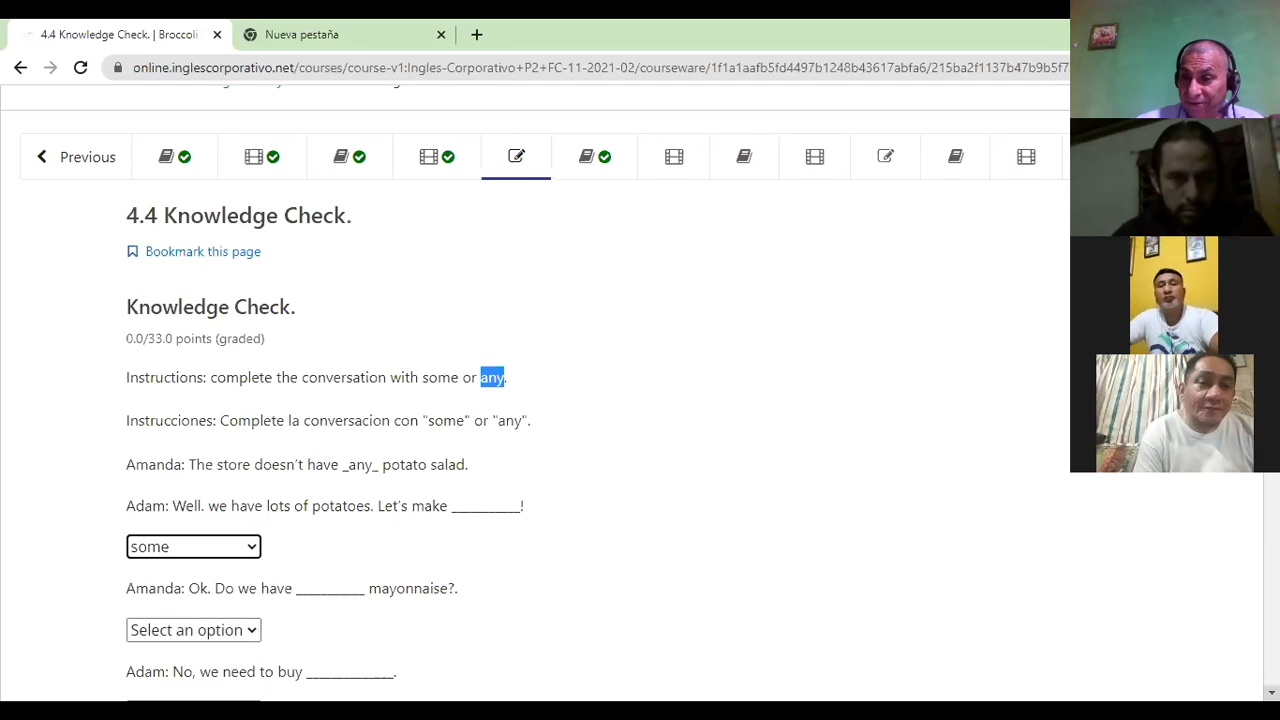 4.4 Knowledge Check. | Broccoli
Nueva pestaña
online.inglescorporativo.net/courses/course-v1:Ingles-Corporativo+P2+FC-11-2021-02/courseware/1f1a1aafb5fd4497b1248b43617abfa6/215ba2f1137b47b9b5f7
Previous
4.4 Knowledge Check.
Bookmark this page
Knowledge Check.
0.0/33.0 points (graded)
Instructions: complete the conversation with some or any.
Instrucciones: Complete la conversacion con "some" or "any".
Amanda: The store doesn't have _any_ potato salad.
Adam: Well. we have lots of potatoes. Let's make __________!
some
Amanda: Ok. Do we have __________ mayonnaise?.
Select an option
Adam: No, we need to buy _____________.